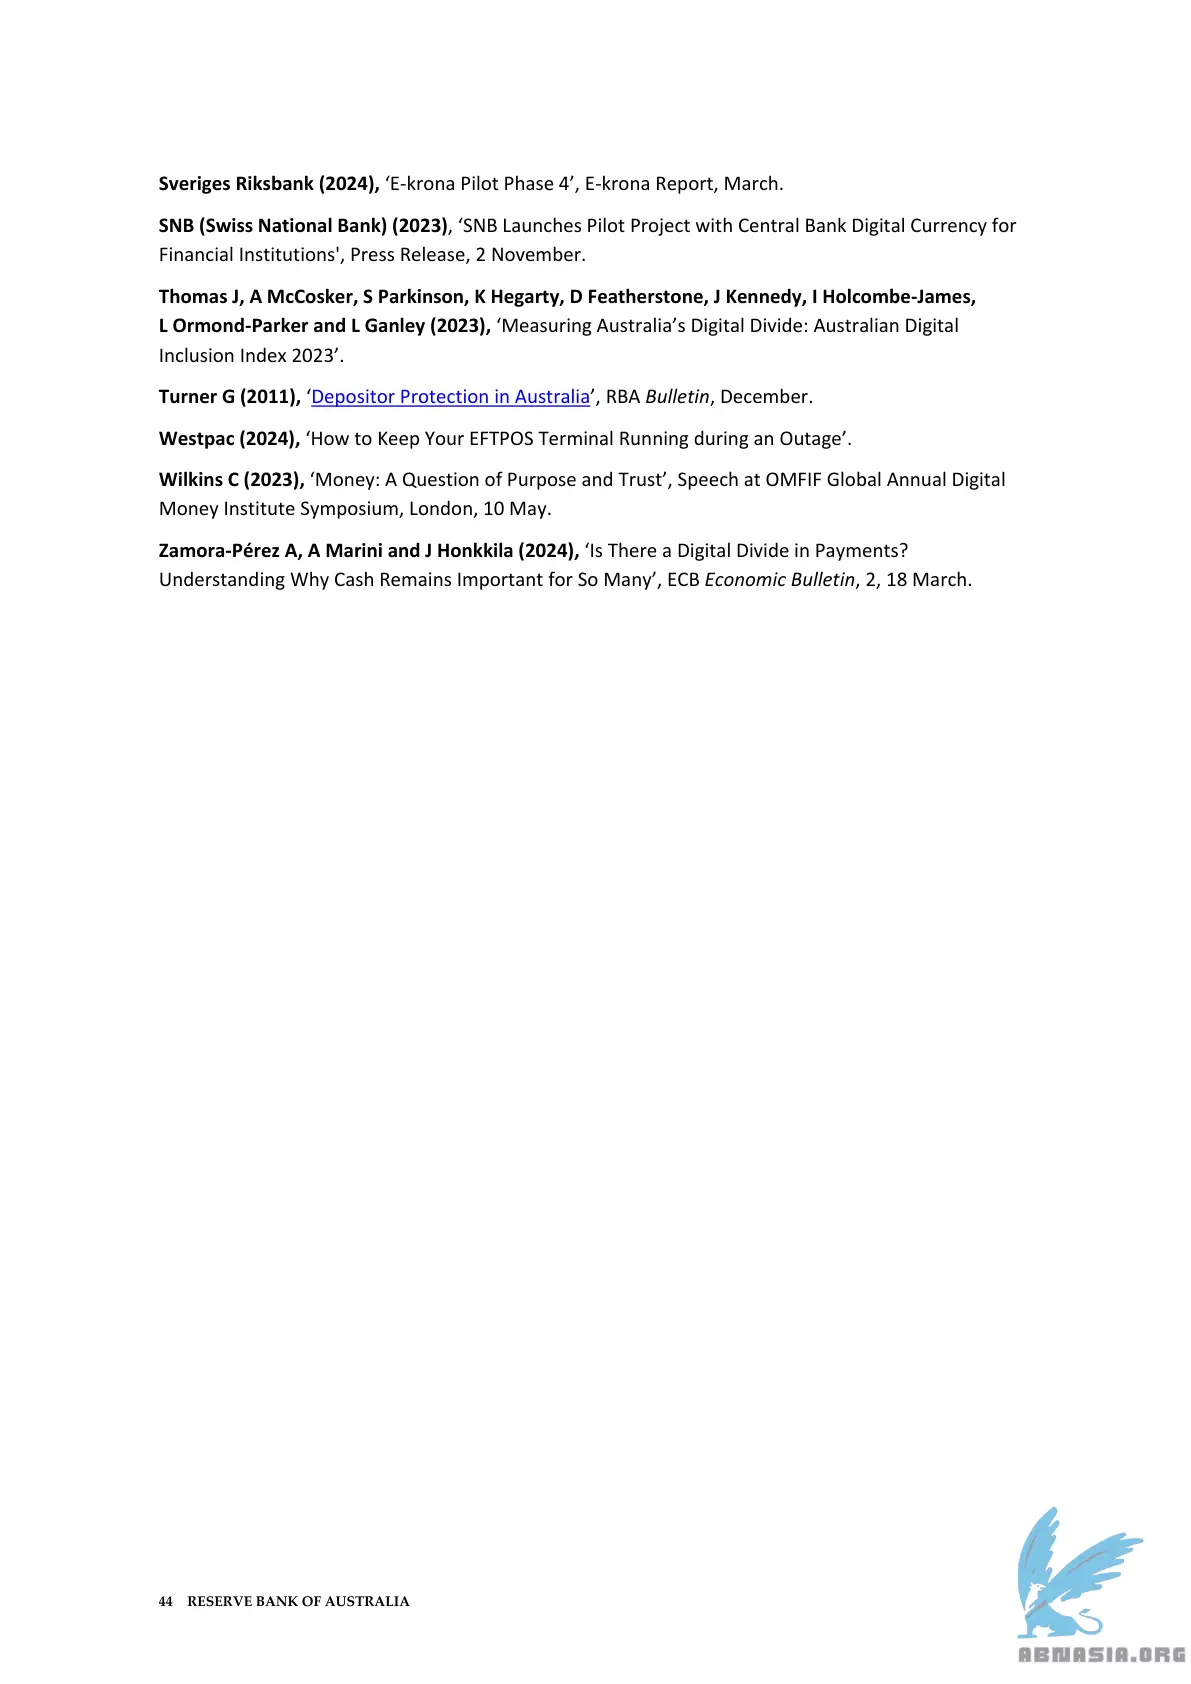 Sveriges Riksbank (2024), ‘E-krona Pilot Phase 4’, E-krona Report, March.
SNB (Swiss National Bank) (2023), ‘SNB Launches Pilot Project with Central Bank Digital Currency for
Financial Institutions', Press Release, 2 November.
Thomas J, A McCosker, S Parkinson, K Hegarty, D Featherstone, J Kennedy, I Holcombe-James,
L Ormond-Parker and L Ganley (2023), ‘Measuring Australia’s Digital Divide: Australian Digital
Inclusion Index 2023’.
Turner G (2011), ‘Depositor Protection in Australia’, RBA Bulletin, December.
Westpac (2024), ‘How to Keep Your EFTPOS Terminal Running during an Outage’.
Wilkins C (2023), ‘Money: A Question of Purpose and Trust’, Speech at OMFIF Global Annual Digital
Money Institute Symposium, London, 10 May.
Zamora-Pérez A, A Marini and J Honkkila (2024), ‘Is There a Digital Divide in Payments?
Understanding Why Cash Remains Important for So Many’, ECB Economic Bulletin, 2, 18 March.
44 RESERVE BANK OF AUSTRALIA
ABNASIA.ORG